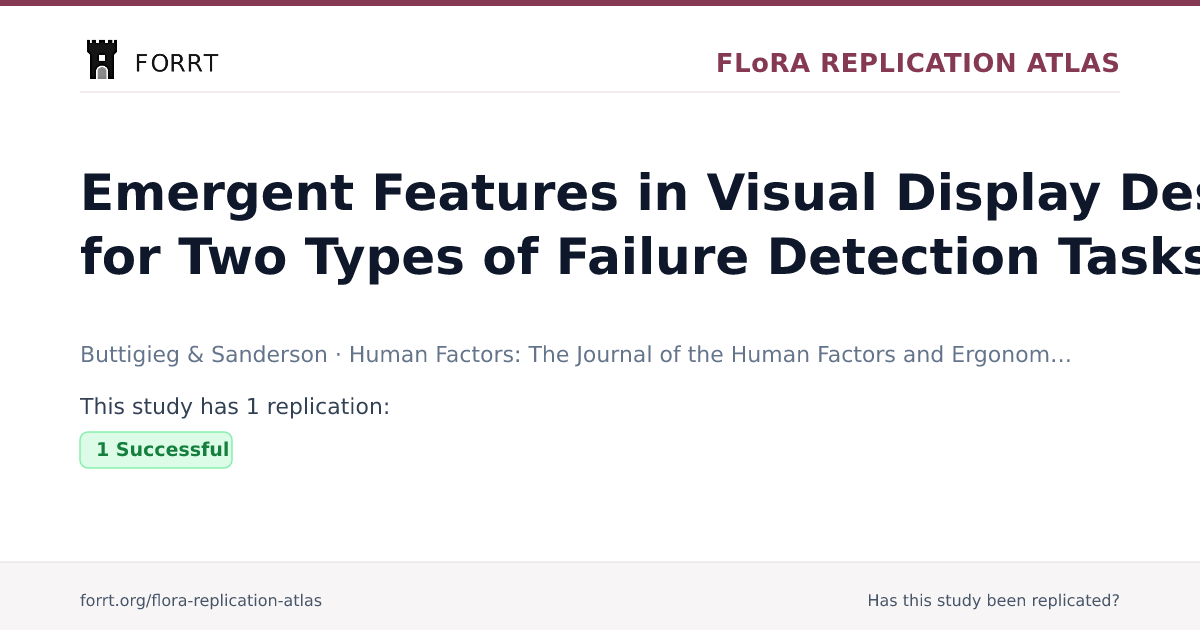 FORRT
FLoRA REPLICATION ATLAS
Emergent Features in Visual Display
for Two Types of Failure Detection Tasks
Buttigieg & Sanderson · Human Factors: The Journal of the Human Factors and Ergonom…
This study has 1 replication:
1 Successful
forrt.org/flora-replication-atlas
Has this study been replicated?